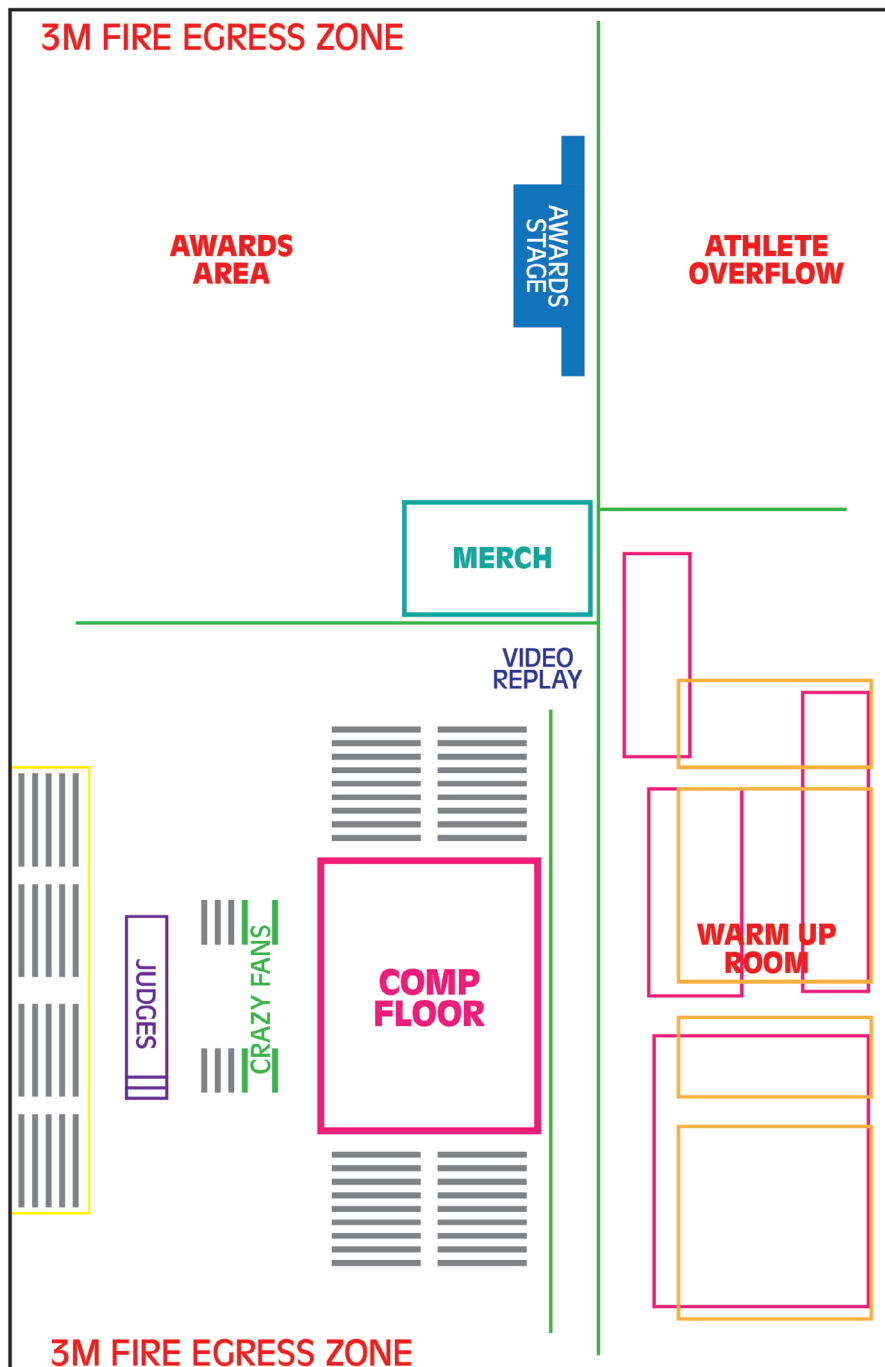 3M FIRE EGRESS ZONE
AWARDS
AREA
AWARDS
STAGE
ATHLETE
OVERFLOW
MERCH
VIDEO
REPLAY
JUDGES
CRAZY FANS
COMP
FLOOR
WARM UP
ROOM
3M FIRE EGRESS ZONE